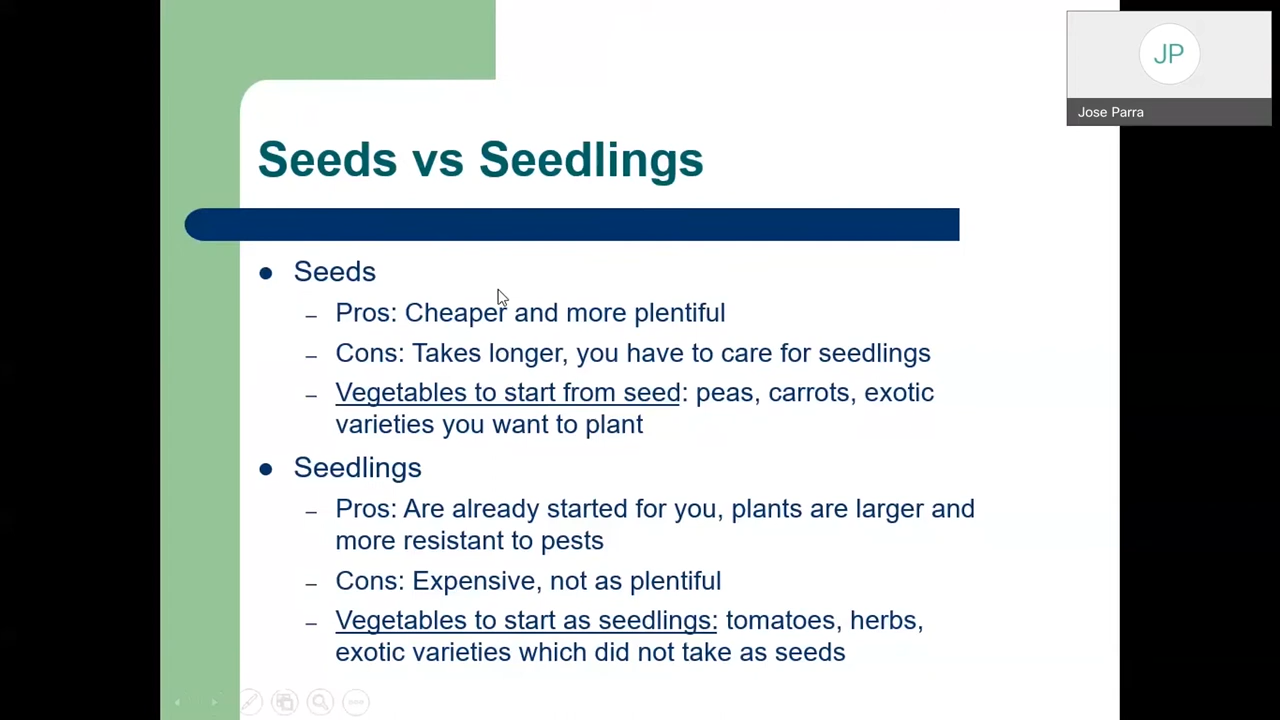 JP
Jose Parra
Seeds vs Seedlings
● Seeds
– Pros: Cheaper and more plentiful
– Cons: Takes longer, you have to care for seedlings
– Vegetables to start from seed: peas, carrots, exotic
varieties you want to plant
● Seedlings
– Pros: Are already started for you, plants are larger and
more resistant to pests
– Cons: Expensive, not as plentiful
– Vegetables to start as seedlings: tomatoes, herbs,
exotic varieties which did not take as seeds